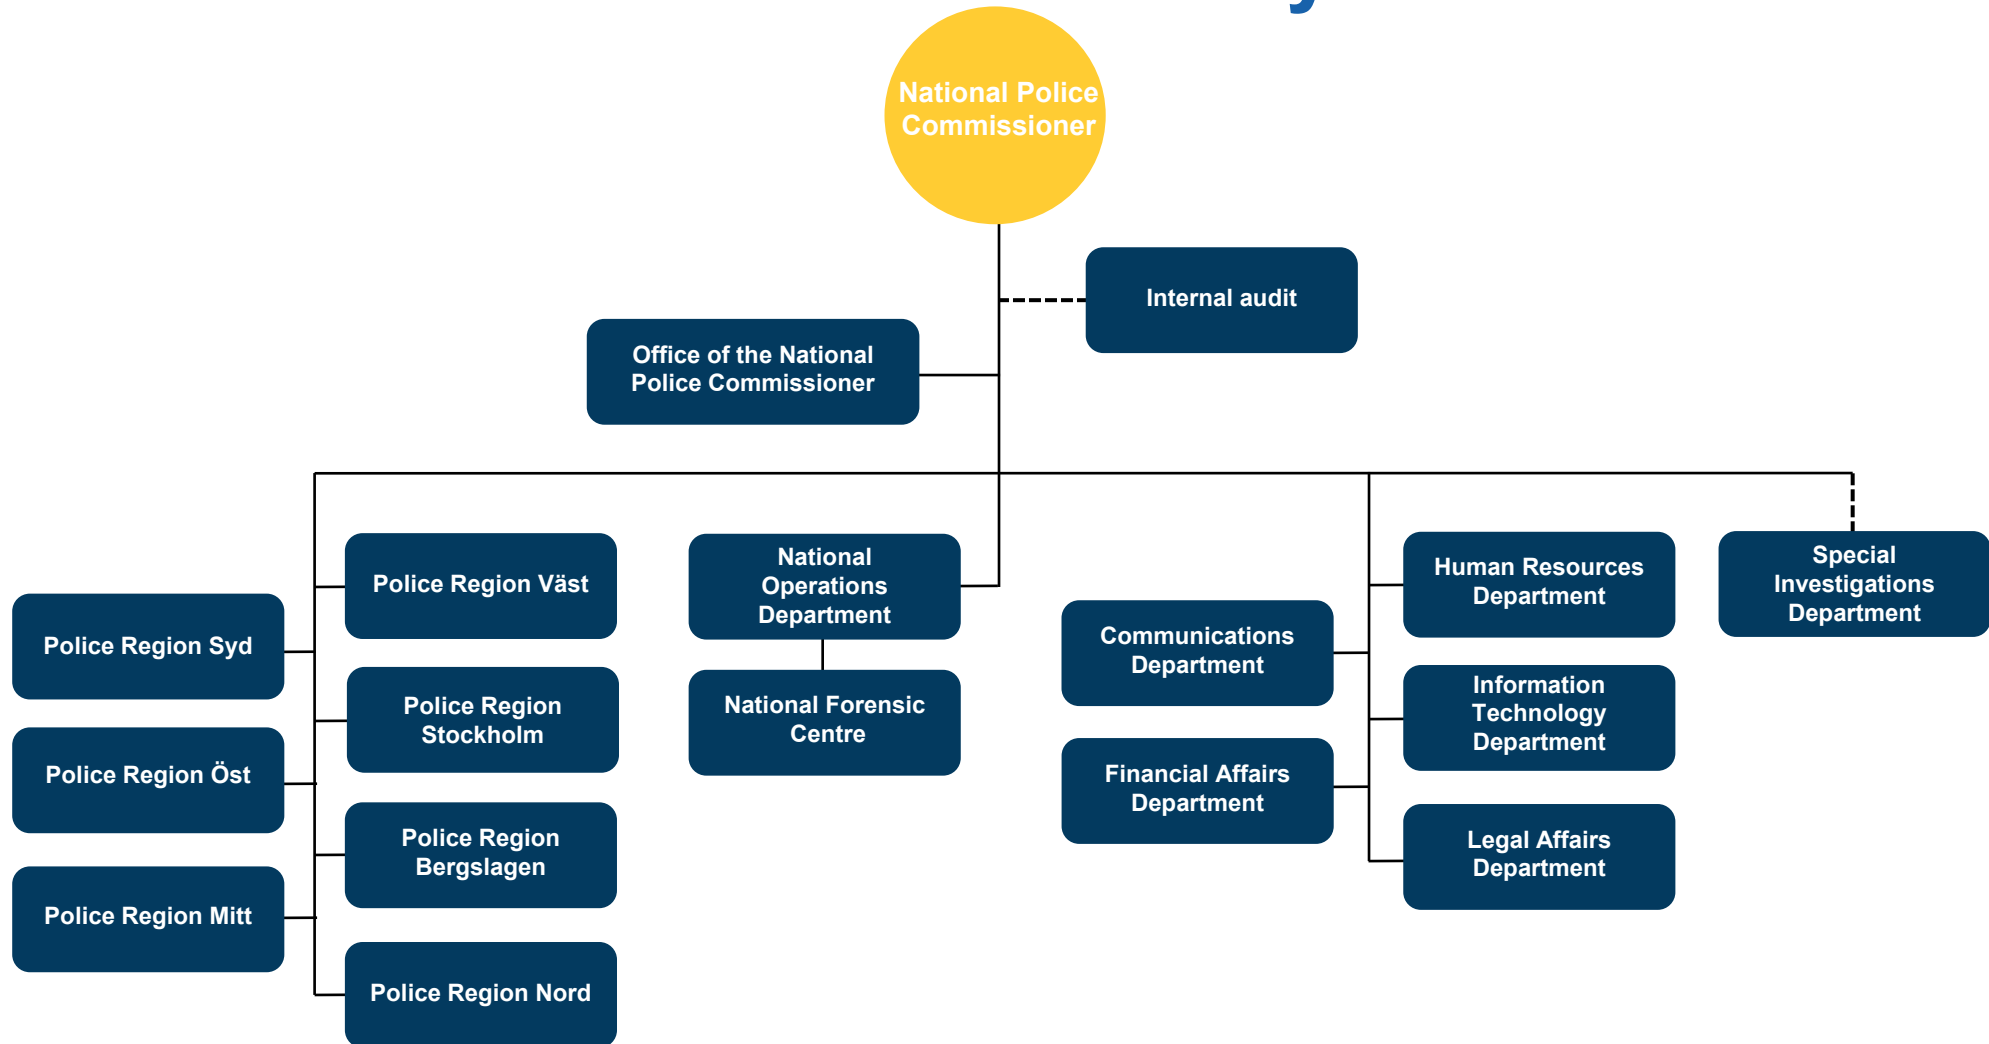 National Police
Commissioner
Internal audit
Office of the National
Police Commissioner
Police Region Väst
Police Region Syd
Police Region
Stockholm
Police Region Öst
Police Region
Bergslagen
Police Region Mitt
Police Region Nord
National
Operations
Department
National Forensic
Centre
Communications
Department
Financial Affairs
Department
Human Resources
Department
Information
Technology
Department
Legal Affairs
Department
Special
Investigations
Department